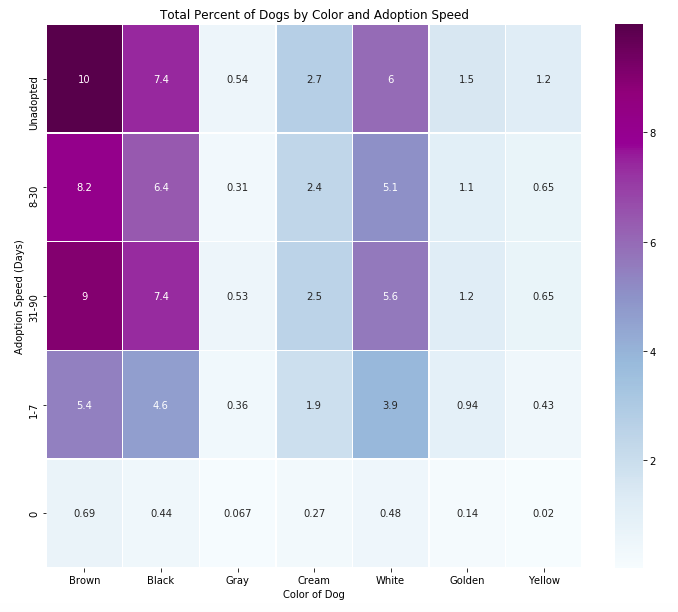 Total Percent of Dogs by Color and Adoption Speed
Unadopted 10 7.4 0.54 2.7 6 1.5 1.2
8-30 8.2 6.4 0.31 2.4 5.1 1.1 0.65
31-90 9 7.4 0.53 2.5 5.6 1.2 0.65
1-7 5.4 4.6 0.36 1.9 3.9 0.94 0.43
0 0.69 0.44 0.067 0.27 0.48 0.14 0.02
Adoption Speed (Days)
Brown Black Gray Cream White Golden Yellow
Color of Dog
8
6
4
2